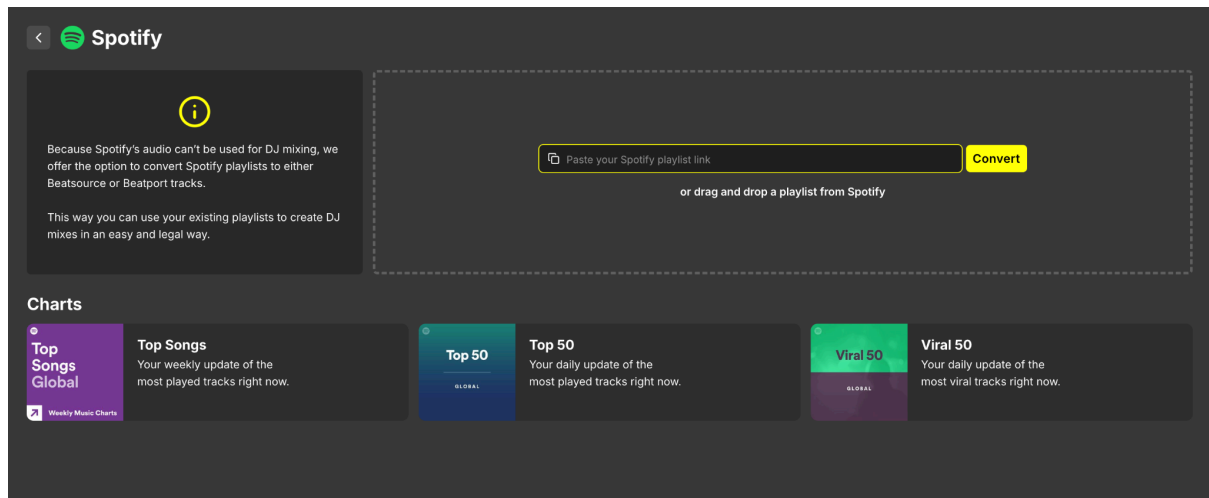 Spotify
Because Spotify's audio can't be used for DJ mixing, we
offer the option to convert Spotify playlists to either
Beatsource or Beatport tracks.
This way you can use your existing playlists to create DJ
mixes in an easy and legal way.
Paste your Spotify playlist link
Convert
or drag and drop a playlist from Spotify
Charts
Top
Songs
Global
Weekly Music Charts
Top Songs
Your weekly update of the
most played tracks right now.
Top 50
GLOBAL
Top 50
Your daily update of the
most played tracks right now.
Viral 50
GLOBAL
Viral 50
Your daily update of the
most viral tracks right now.